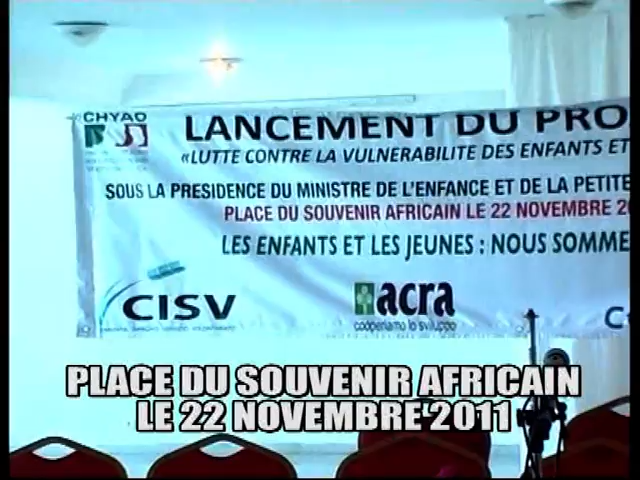 CHYAO
LANCEMENT DU PRO
«LUTTE CONTRE LA VULNERABILITE DES ENFANTS ET
SOUS LA PRESIDENCE DU MINISTRE DE L'ENFANCE ET DE LA PETITE
PLACE DU SOUVENIR AFRICAIN LE 22 NOVEMBRE 2
LES ENFANTS ET LES JEUNES : NOUS SOMME
CISV
acra
cooperiamo lo sviluppo
PLACE DU SOUVENIR AFRICAIN
LE 22 NOVEMBRE 2011